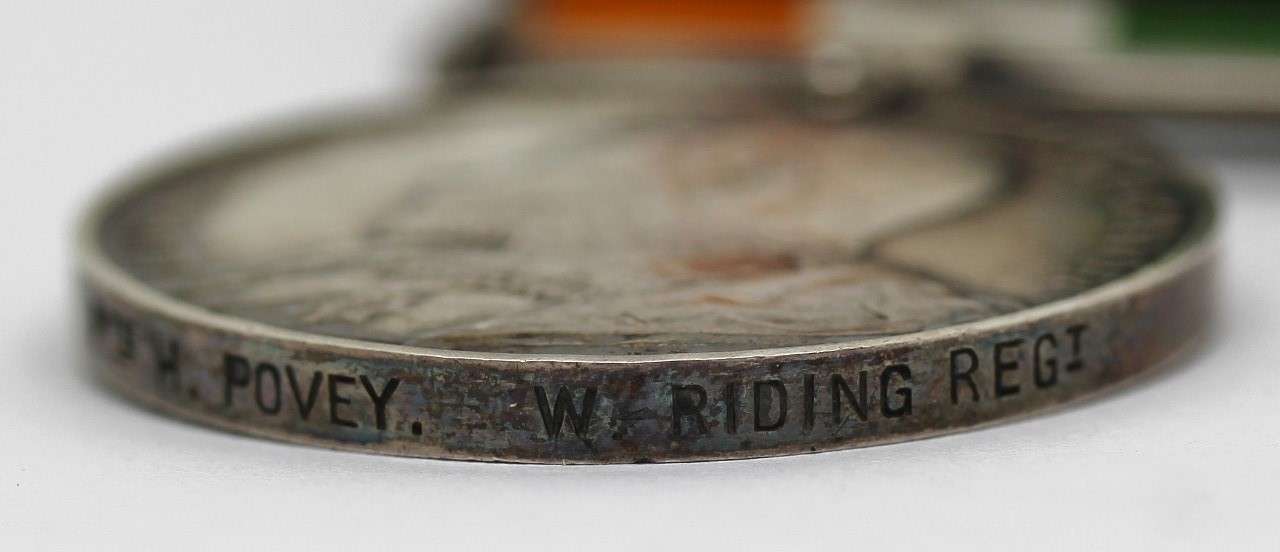 H. POVEY. W. RIDING REGT